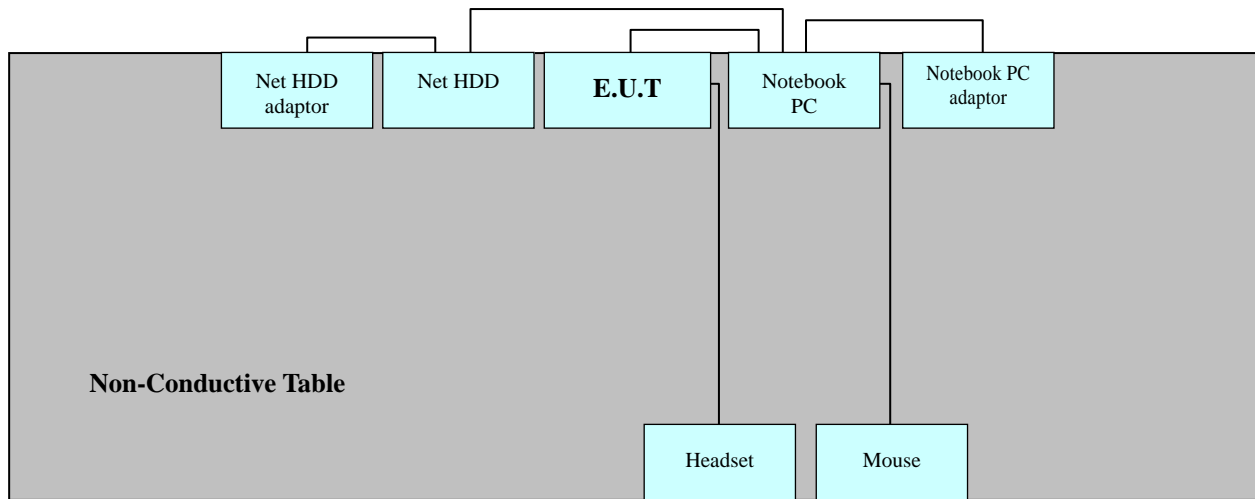 Net HDD
adaptor
Net HDD
E.U.T
Notebook
PC
Notebook PC
adaptor
Non-Conductive Table
Headset
Mouse